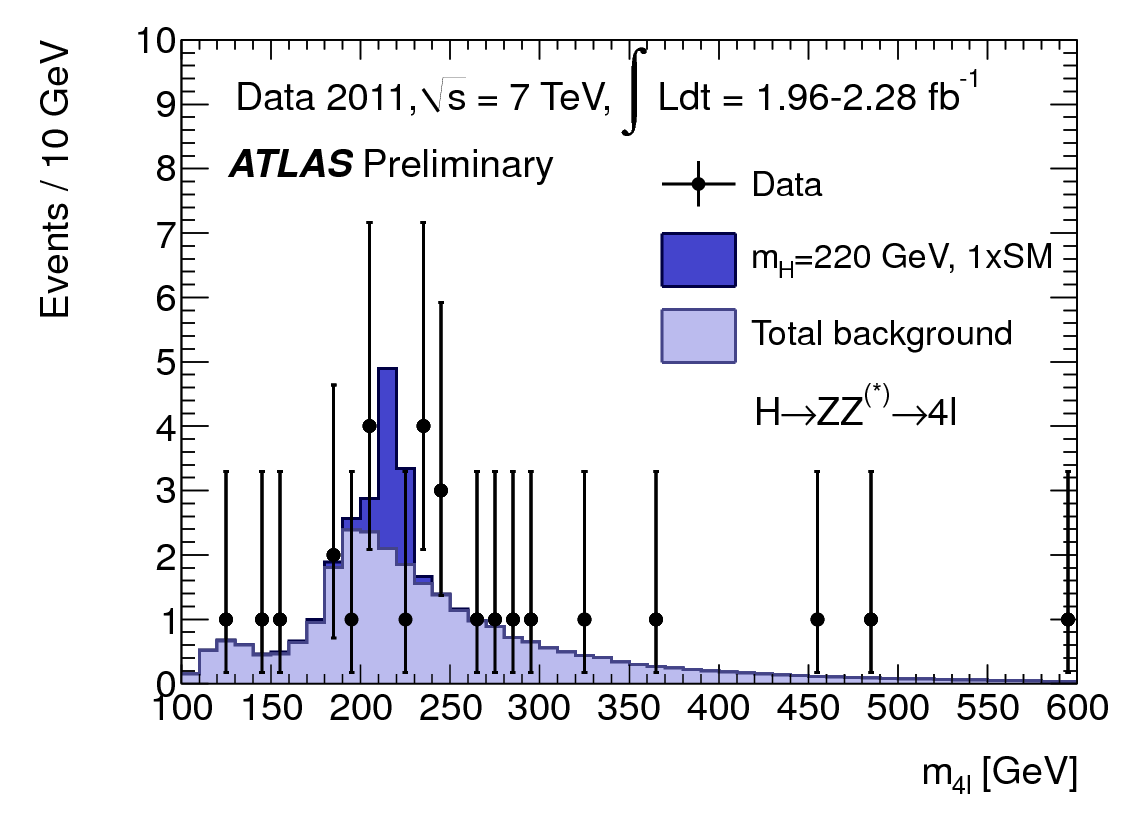 Events / 10 GeV
10
9
8
7
6
5
4
3
2
1
0
Data 2011, √s = 7 TeV, ∫ Ldt = 1.96-2.28 fb⁻¹
ATLAS Preliminary
Data
m_H=220 GeV, 1xSM
Total background
H→ZZ^(*)→4l
100 150 200 250 300 350 400 450 500 550 600
m_4l [GeV]